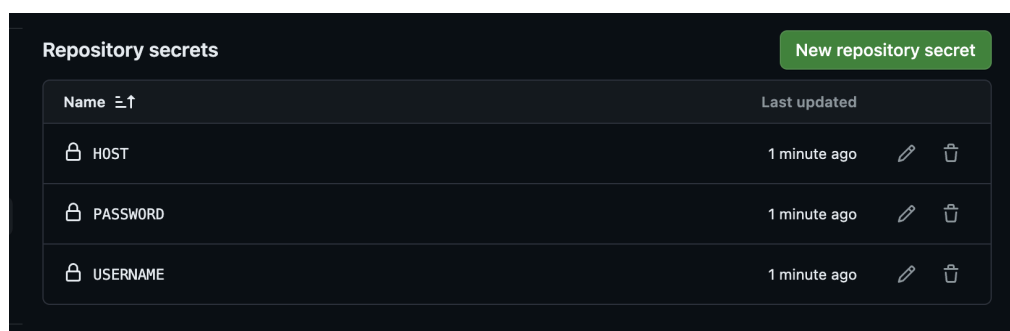 Repository secrets
New repository secret
Name
Last updated
HOST
1 minute ago
PASSWORD
1 minute ago
USERNAME
1 minute ago